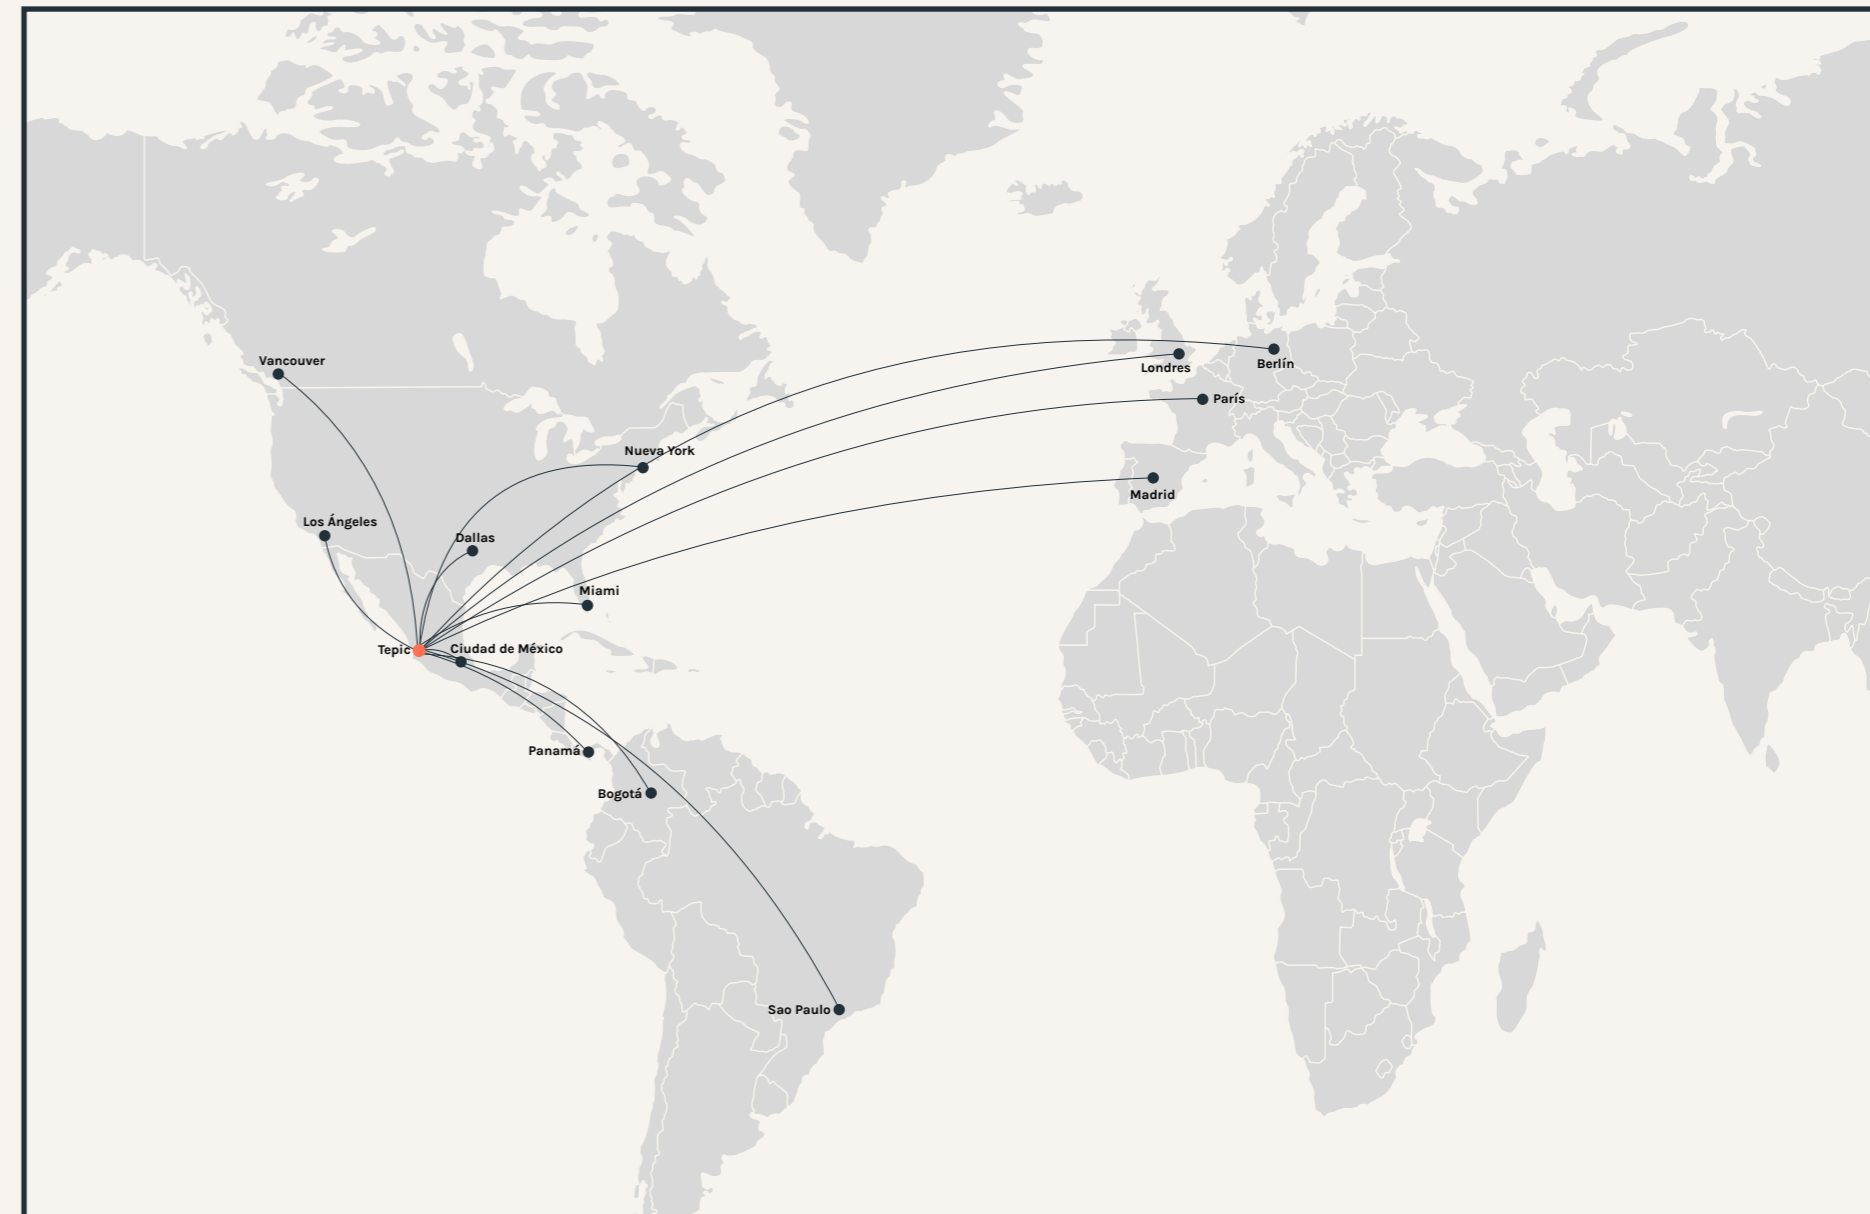 Vancouver
Londres
Berlín
París
Nueva York
Madrid
Los Ángeles
Dallas
Miami
Tepic
Ciudad de México
Panamá
Bogotá
Sao Paulo